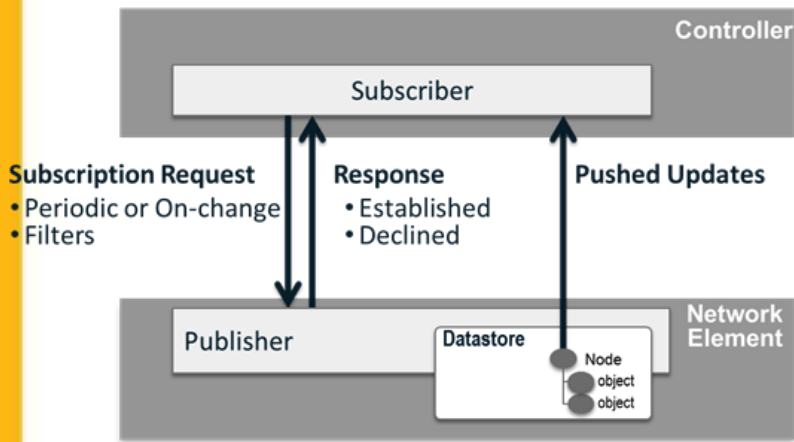 Controller
Subscriber
Subscription Request
• Periodic or On-change
• Filters
Response
• Established
• Declined
Pushed Updates
Network
Element
Publisher
Datastore
Node
object
object